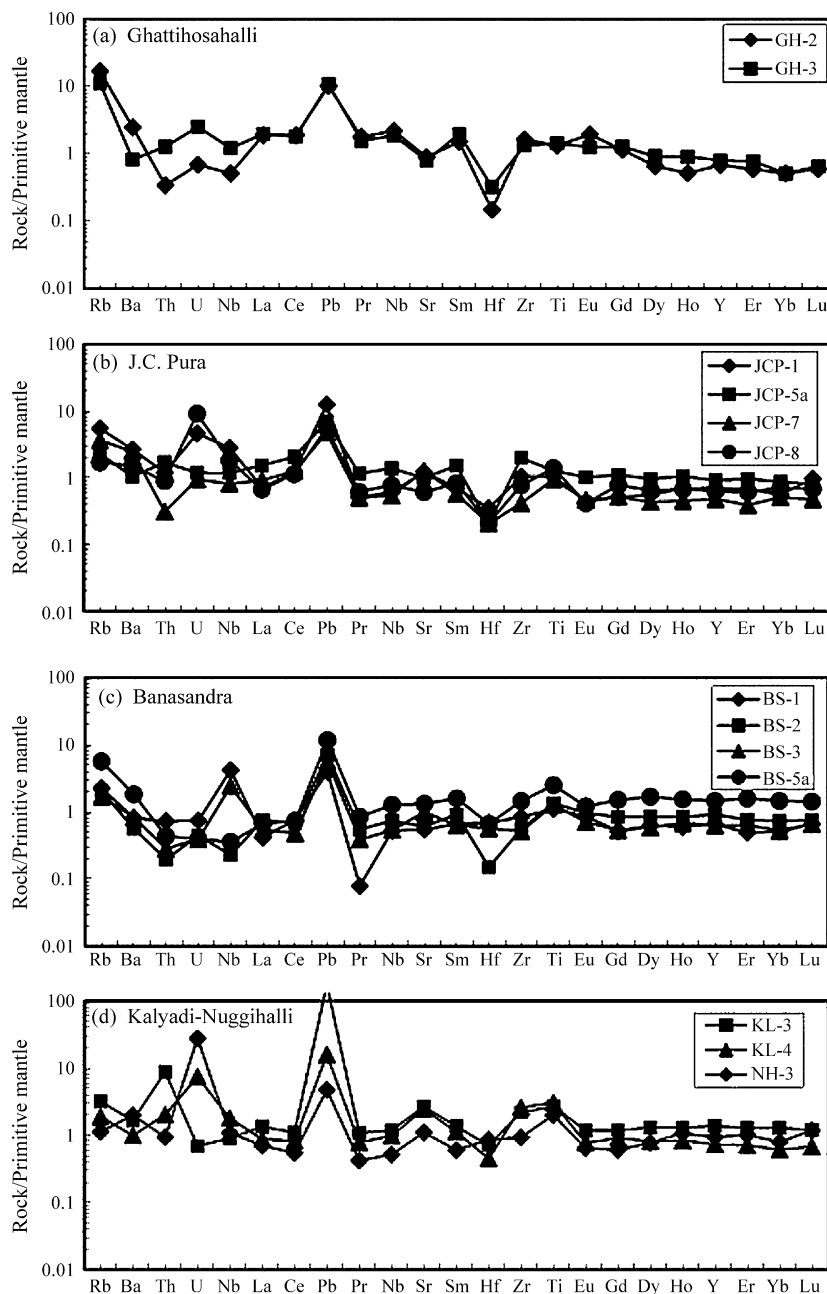 (a) Ghattihosahalli
GH-2
GH-3
Rock/Primitive mantle
100
10
1
0.1
0.01
Rb Ba Th U Nb La Ce Pb Pr Nb Sr Sm Hf Zr Ti Eu Gd Dy Ho Y Er Yb Lu
(b) J.C. Pura
JCP-1
JCP-5a
JCP-7
JCP-8
Rock/Primitive mantle
100
10
1
0.1
0.01
Rb Ba Th U Nb La Ce Pb Pr Nb Sr Sm Hf Zr Ti Eu Gd Dy Ho Y Er Yb Lu
(c) Banasandra
BS-1
BS-2
BS-3
BS-5a
Rock/Primitive mantle
100
10
1
0.1
0.01
Rb Ba Th U Nb La Ce Pb Pr Nb Sr Sm Hf Zr Ti Eu Gd Dy Ho Y Er Yb Lu
(d) Kalyadi-Nuggihalli
KL-3
KL-4
NH-3
Rock/Primitive mantle
100
10
1
0.1
0.01
Rb Ba Th U Nb La Ce Pb Pr Nb Sr Sm Hf Zr Ti Eu Gd Dy Ho Y Er Yb Lu